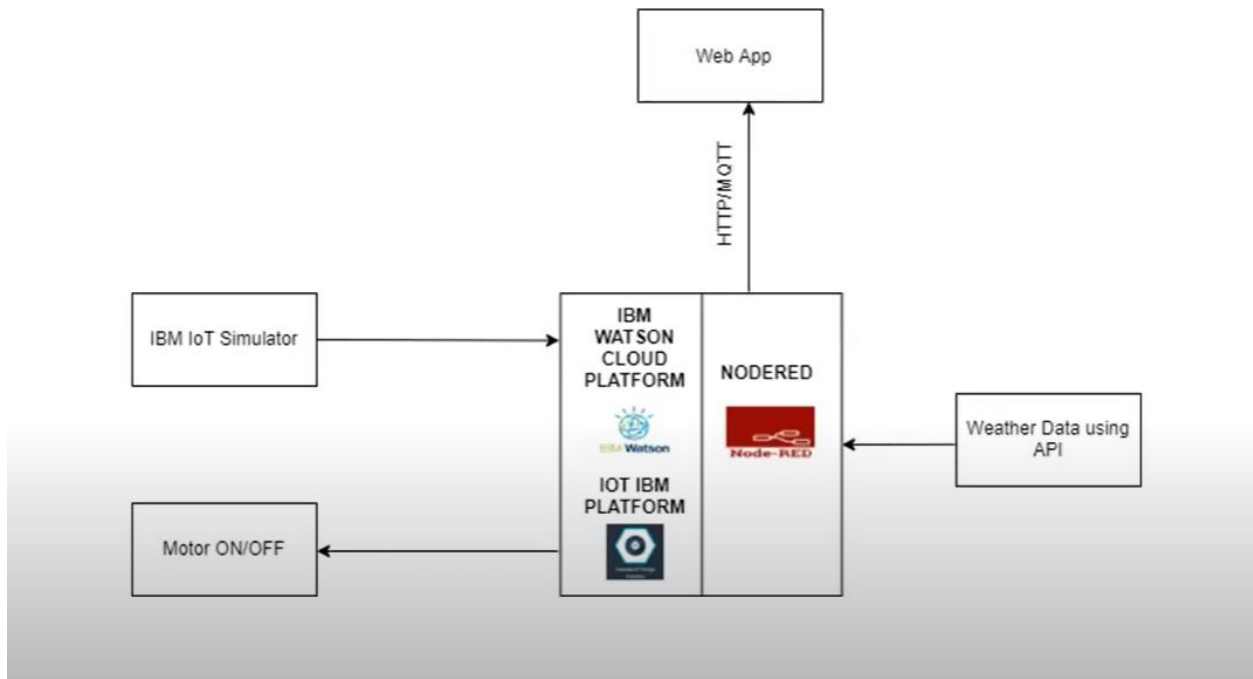 Web App
HTTP/MQTT
IBM IoT Simulator
IBM
WATSON
CLOUD
PLATFORM
NODERED
IBM Watson
Node-RED
Weather Data using
API
IOT IBM
PLATFORM
Motor ON/OFF